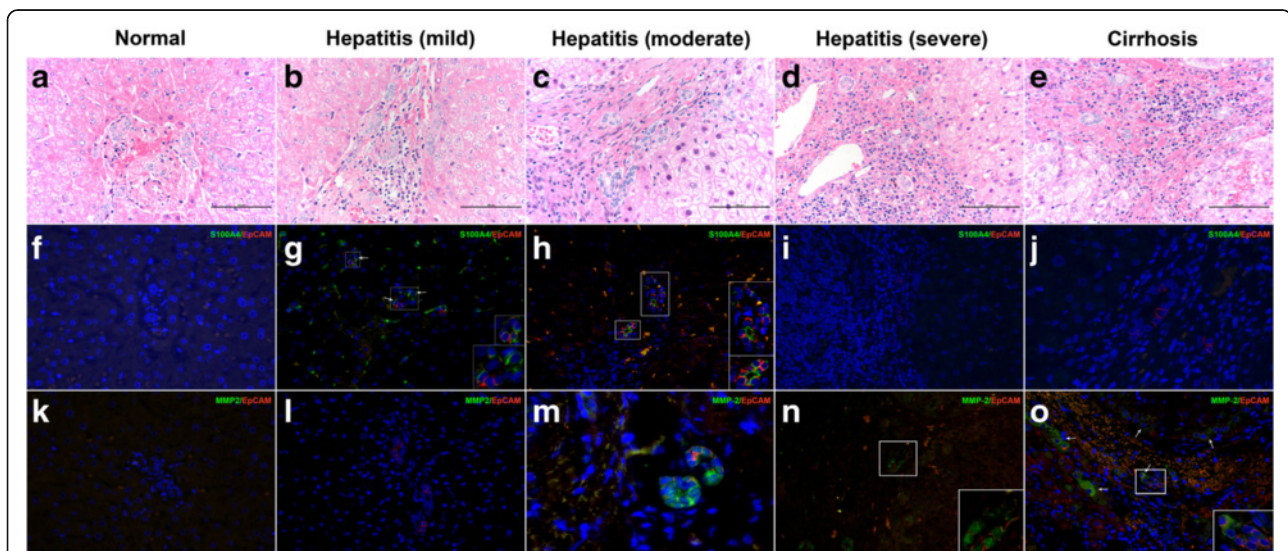 Normal Hepatitis (mild) Hepatitis (moderate) Hepatitis (severe) Cirrhosis
a b c d e
S100A4/EpCAM S100A4/EpCAM S100A4/EpCAM S100A4/EpCAM S100A4/EpCAM
f g h i j
MMP2/EpCAM MMP2/EpCAM MMP-2/EpCAM MMP-2/EpCAM MMP-2/EpCAM
k l m n o